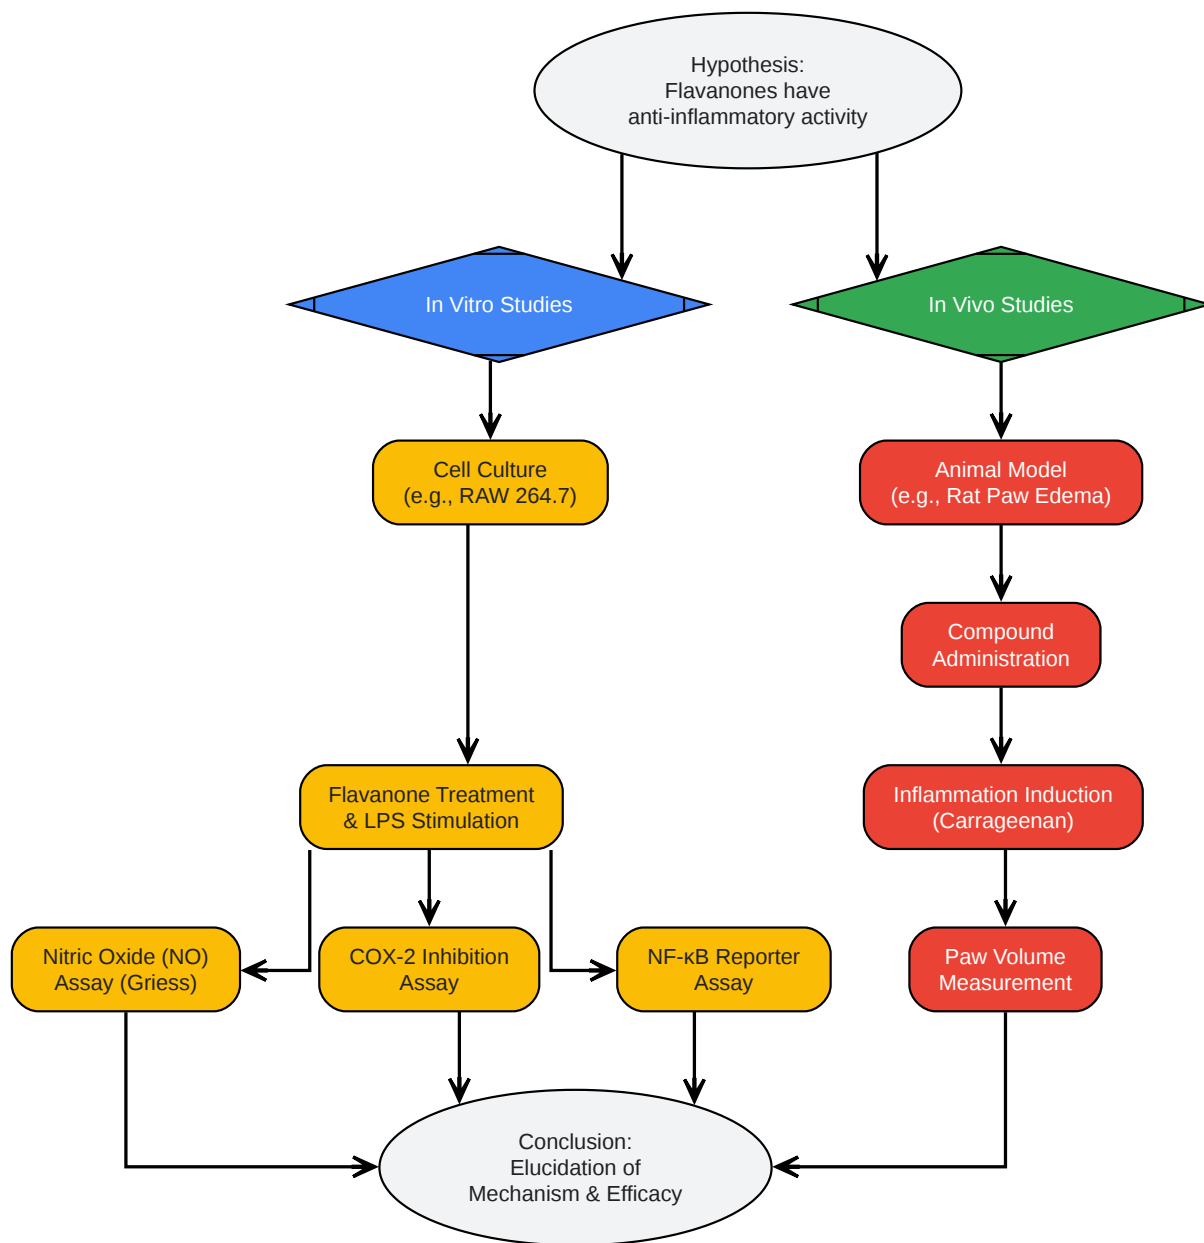 Hypothesis:
Flavanones have
anti-inflammatory activity
In Vitro Studies
In Vivo Studies
Cell Culture
(e.g., RAW 264.7)
Animal Model
(e.g., Rat Paw Edema)
Compound
Administration
Flavanone Treatment
& LPS Stimulation
Inflammation Induction
(Carrageenan)
Nitric Oxide (NO)
Assay (Griess)
COX-2 Inhibition
Assay
NF-κB Reporter
Assay
Paw Volume
Measurement
Conclusion:
Elucidation of
Mechanism & Efficacy